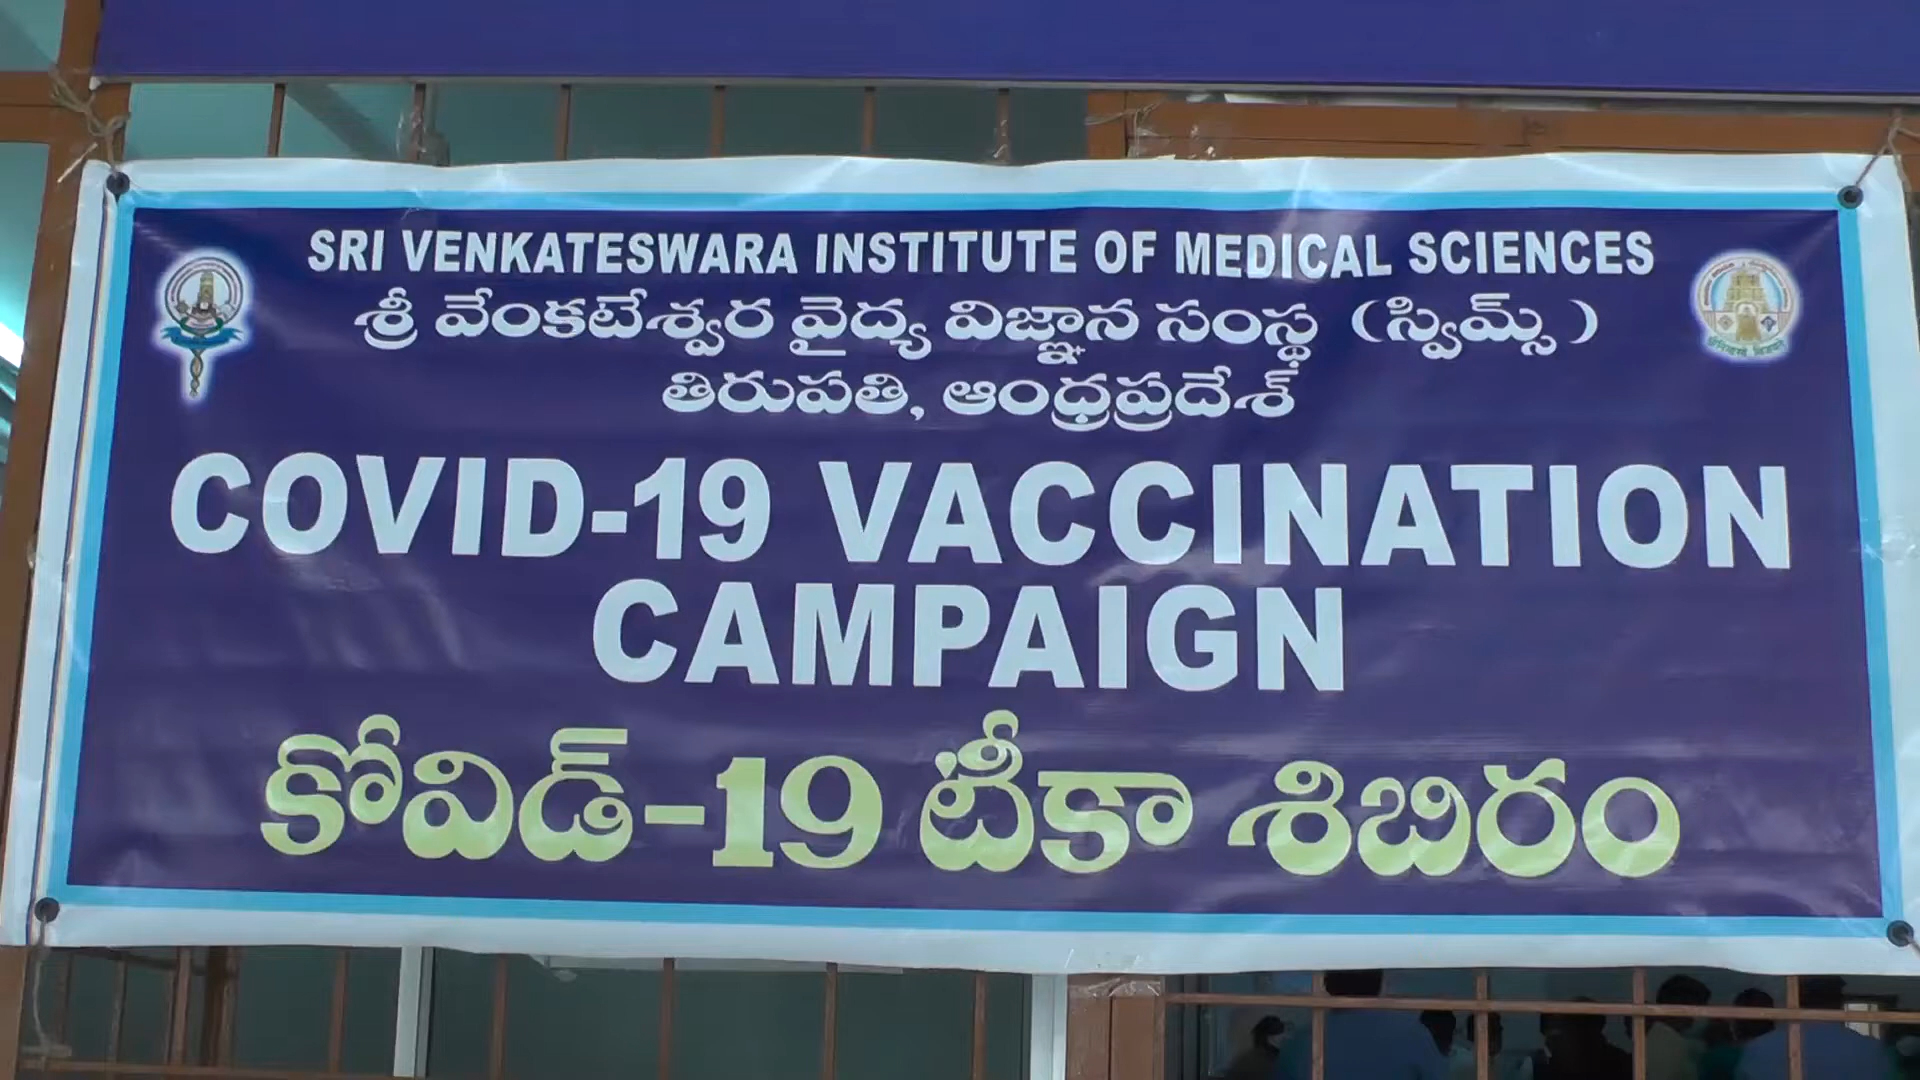 SRI VENKATESWARA INSTITUTE OF MEDICAL SCIENCES
శ్రీ వేంకటేశ్వర వైద్య విజ్ఞాన సంస్థ (స్విమ్స్)
తిరుపతి, ఆంధ్రప్రదేశ్
COVID-19 VACCINATION
CAMPAIGN
కోవిడ్-19 టీకా శిబిరం